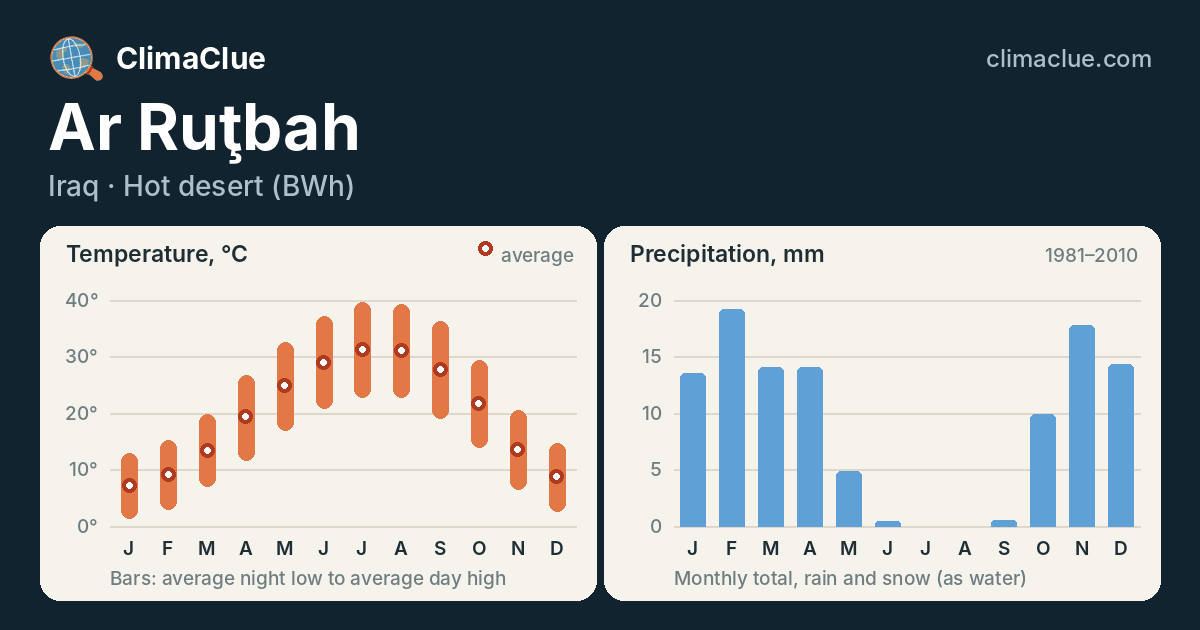 ClimaClue
climaclue.com
Ar Ruţbah
Iraq · Hot desert (BWh)
Temperature, °C
average
40°
30°
20°
10°
0°
J F M A M J J A S O N D
Bars: average night low to average day high
Precipitation, mm
1981–2010
20
15
10
5
0
J F M A M J J A S O N D
Monthly total, rain and snow (as water)